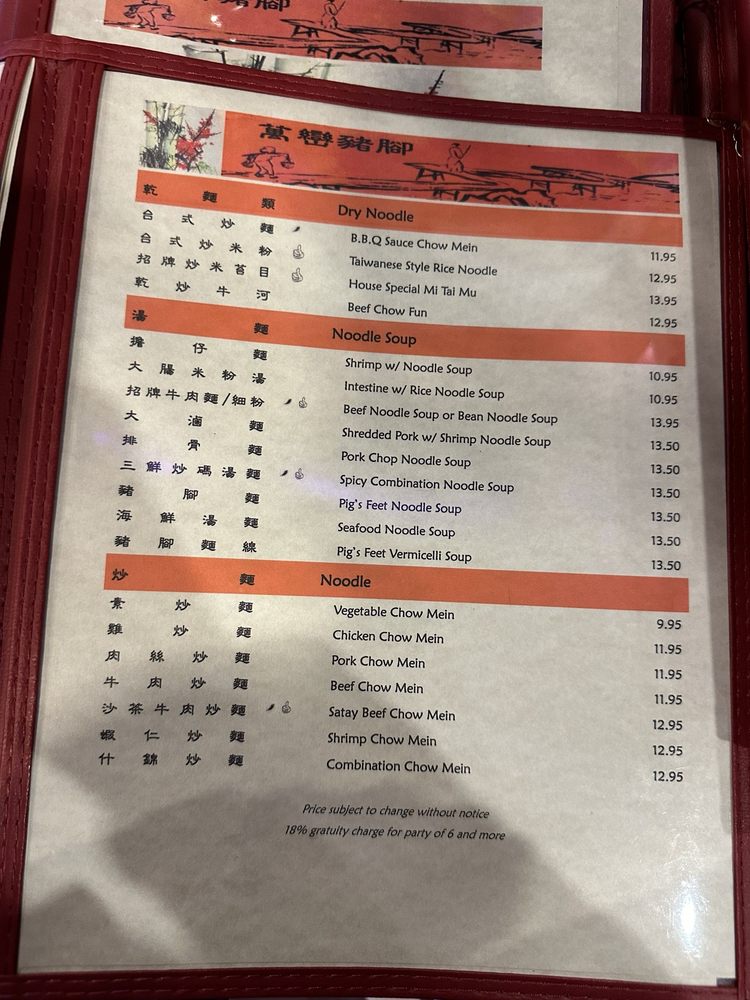 豬腳
萬巒豬腳
乾麵類 Dry Noodle
台式炒麵 B.B.Q Sauce Chow Mein 11.95
台式炒米粉 Taiwanese Style Rice Noodle 12.95
招牌炒米苔目 House Special Mi Tai Mu 13.95
乾炒牛河 Beef Chow Fun 12.95
湯麵 Noodle Soup
擔仔麵 Shrimp w/ Noodle Soup 10.95
大腸米粉湯 Intestine w/ Rice Noodle Soup 10.95
招牌牛肉麵/細粉 Beef Noodle Soup or Bean Noodle Soup 13.95
大滷麵 Shredded Pork w/ Shrimp Noodle Soup 13.50
排骨麵 Pork Chop Noodle Soup 13.50
三鮮炒碼湯麵 Spicy Combination Noodle Soup 13.50
豬腳麵 Pig's Feet Noodle Soup 13.50
海鮮湯麵 Seafood Noodle Soup 13.50
豬腳麵線 Pig's Feet Vermicelli Soup 13.50
炒麵 Noodle
素炒麵 Vegetable Chow Mein 9.95
雞炒麵 Chicken Chow Mein 11.95
肉絲炒麵 Pork Chow Mein 11.95
牛肉炒麵 Beef Chow Mein 11.95
沙茶牛肉炒麵 Satay Beef Chow Mein 12.95
蝦仁炒麵 Shrimp Chow Mein 12.95
什錦炒麵 Combination Chow Mein 12.95
Price subject to change without notice
18% gratuity charge for party of 6 and more